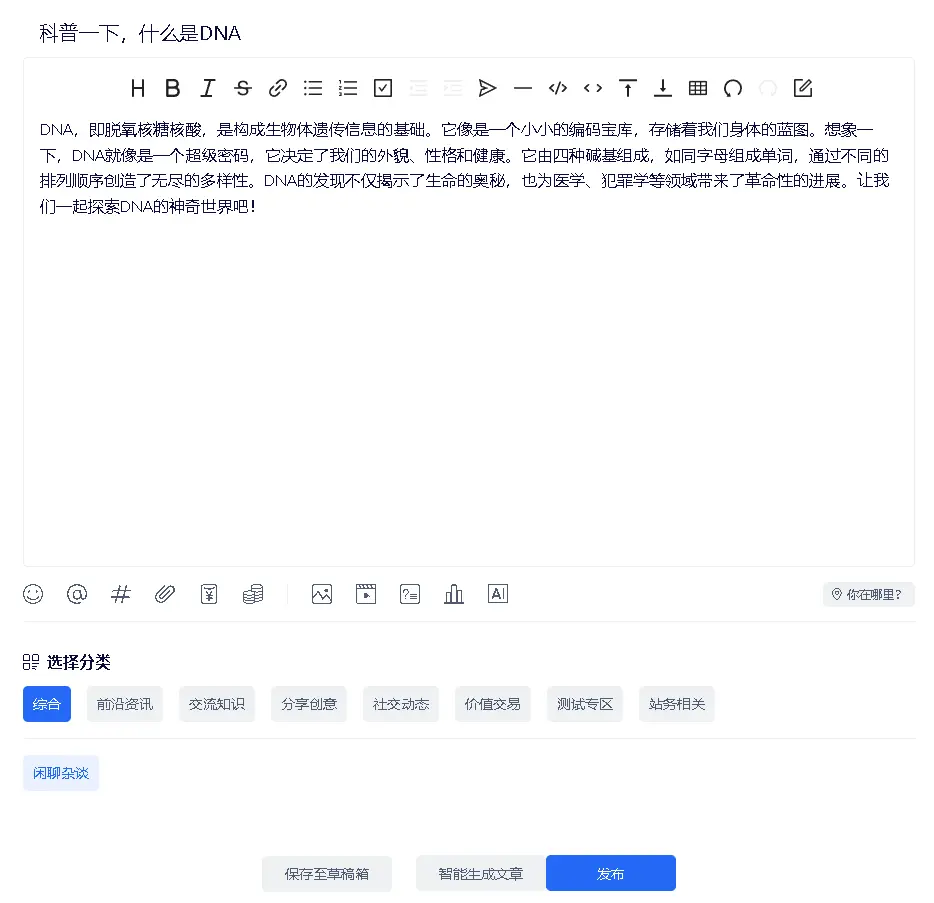 科普一下，什么是DNA
DNA，即脱氧核糖核酸，是构成生物体遗传信息的基础。它像是一个小小的编码宝库，存储着我们身体的蓝图。想象一
下，DNA就像是一个超级密码，它决定了我们的外貌、性格和健康。它由四种碱基组成，如同字母组成单词，通过不同的
排列顺序创造了无尽的多样性。DNA的发现不仅揭示了生命的奥秘，也为医学、犯罪学等领域带来了革命性的进展。让我
们一起探索DNA的神奇世界吧！
你在哪里？
选择分类
综合 前沿资讯 交流知识 分享创意 社交动态 价值交易 测试专区 站务相关
闲聊杂谈
保存至草稿箱 智能生成文章 发布